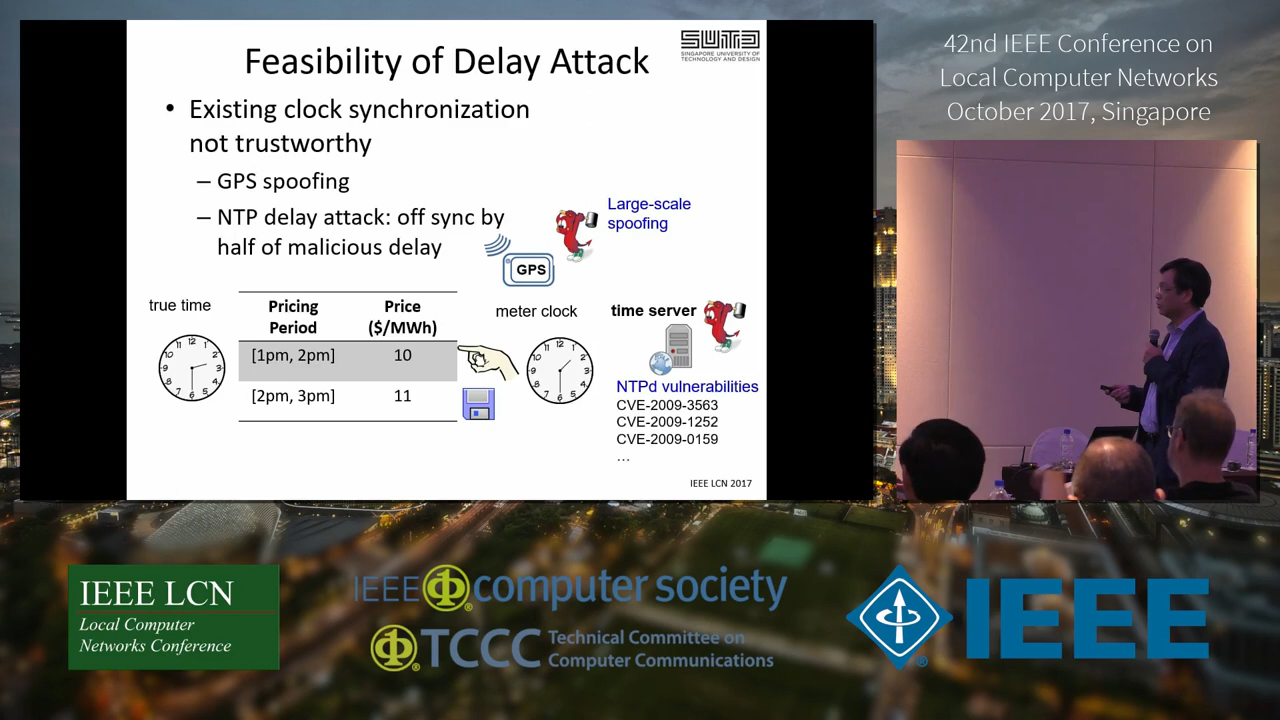 Feasibility of Delay Attack
SUTD
SINGAPORE UNIVERSITY OF
TECHNOLOGY AND DESIGN
• Existing clock synchronization
not trustworthy
– GPS spoofing
– NTP delay attack: off sync by
half of malicious delay
Large-scale
spoofing
GPS
true time
Pricing
Period
Price
($/MWh)
[1pm, 2pm] 10
[2pm, 3pm] 11
meter clock
time server
NTPd vulnerabilities
CVE-2009-3563
CVE-2009-1252
CVE-2009-0159
...
IEEE LCN 2017
42nd IEEE Conference on
Local Computer Networks
October 2017, Singapore
IEEE LCN
Local Computer
Networks Conference
IEEE computer society
TCCC Technical Committee on
Computer Communications
IEEE